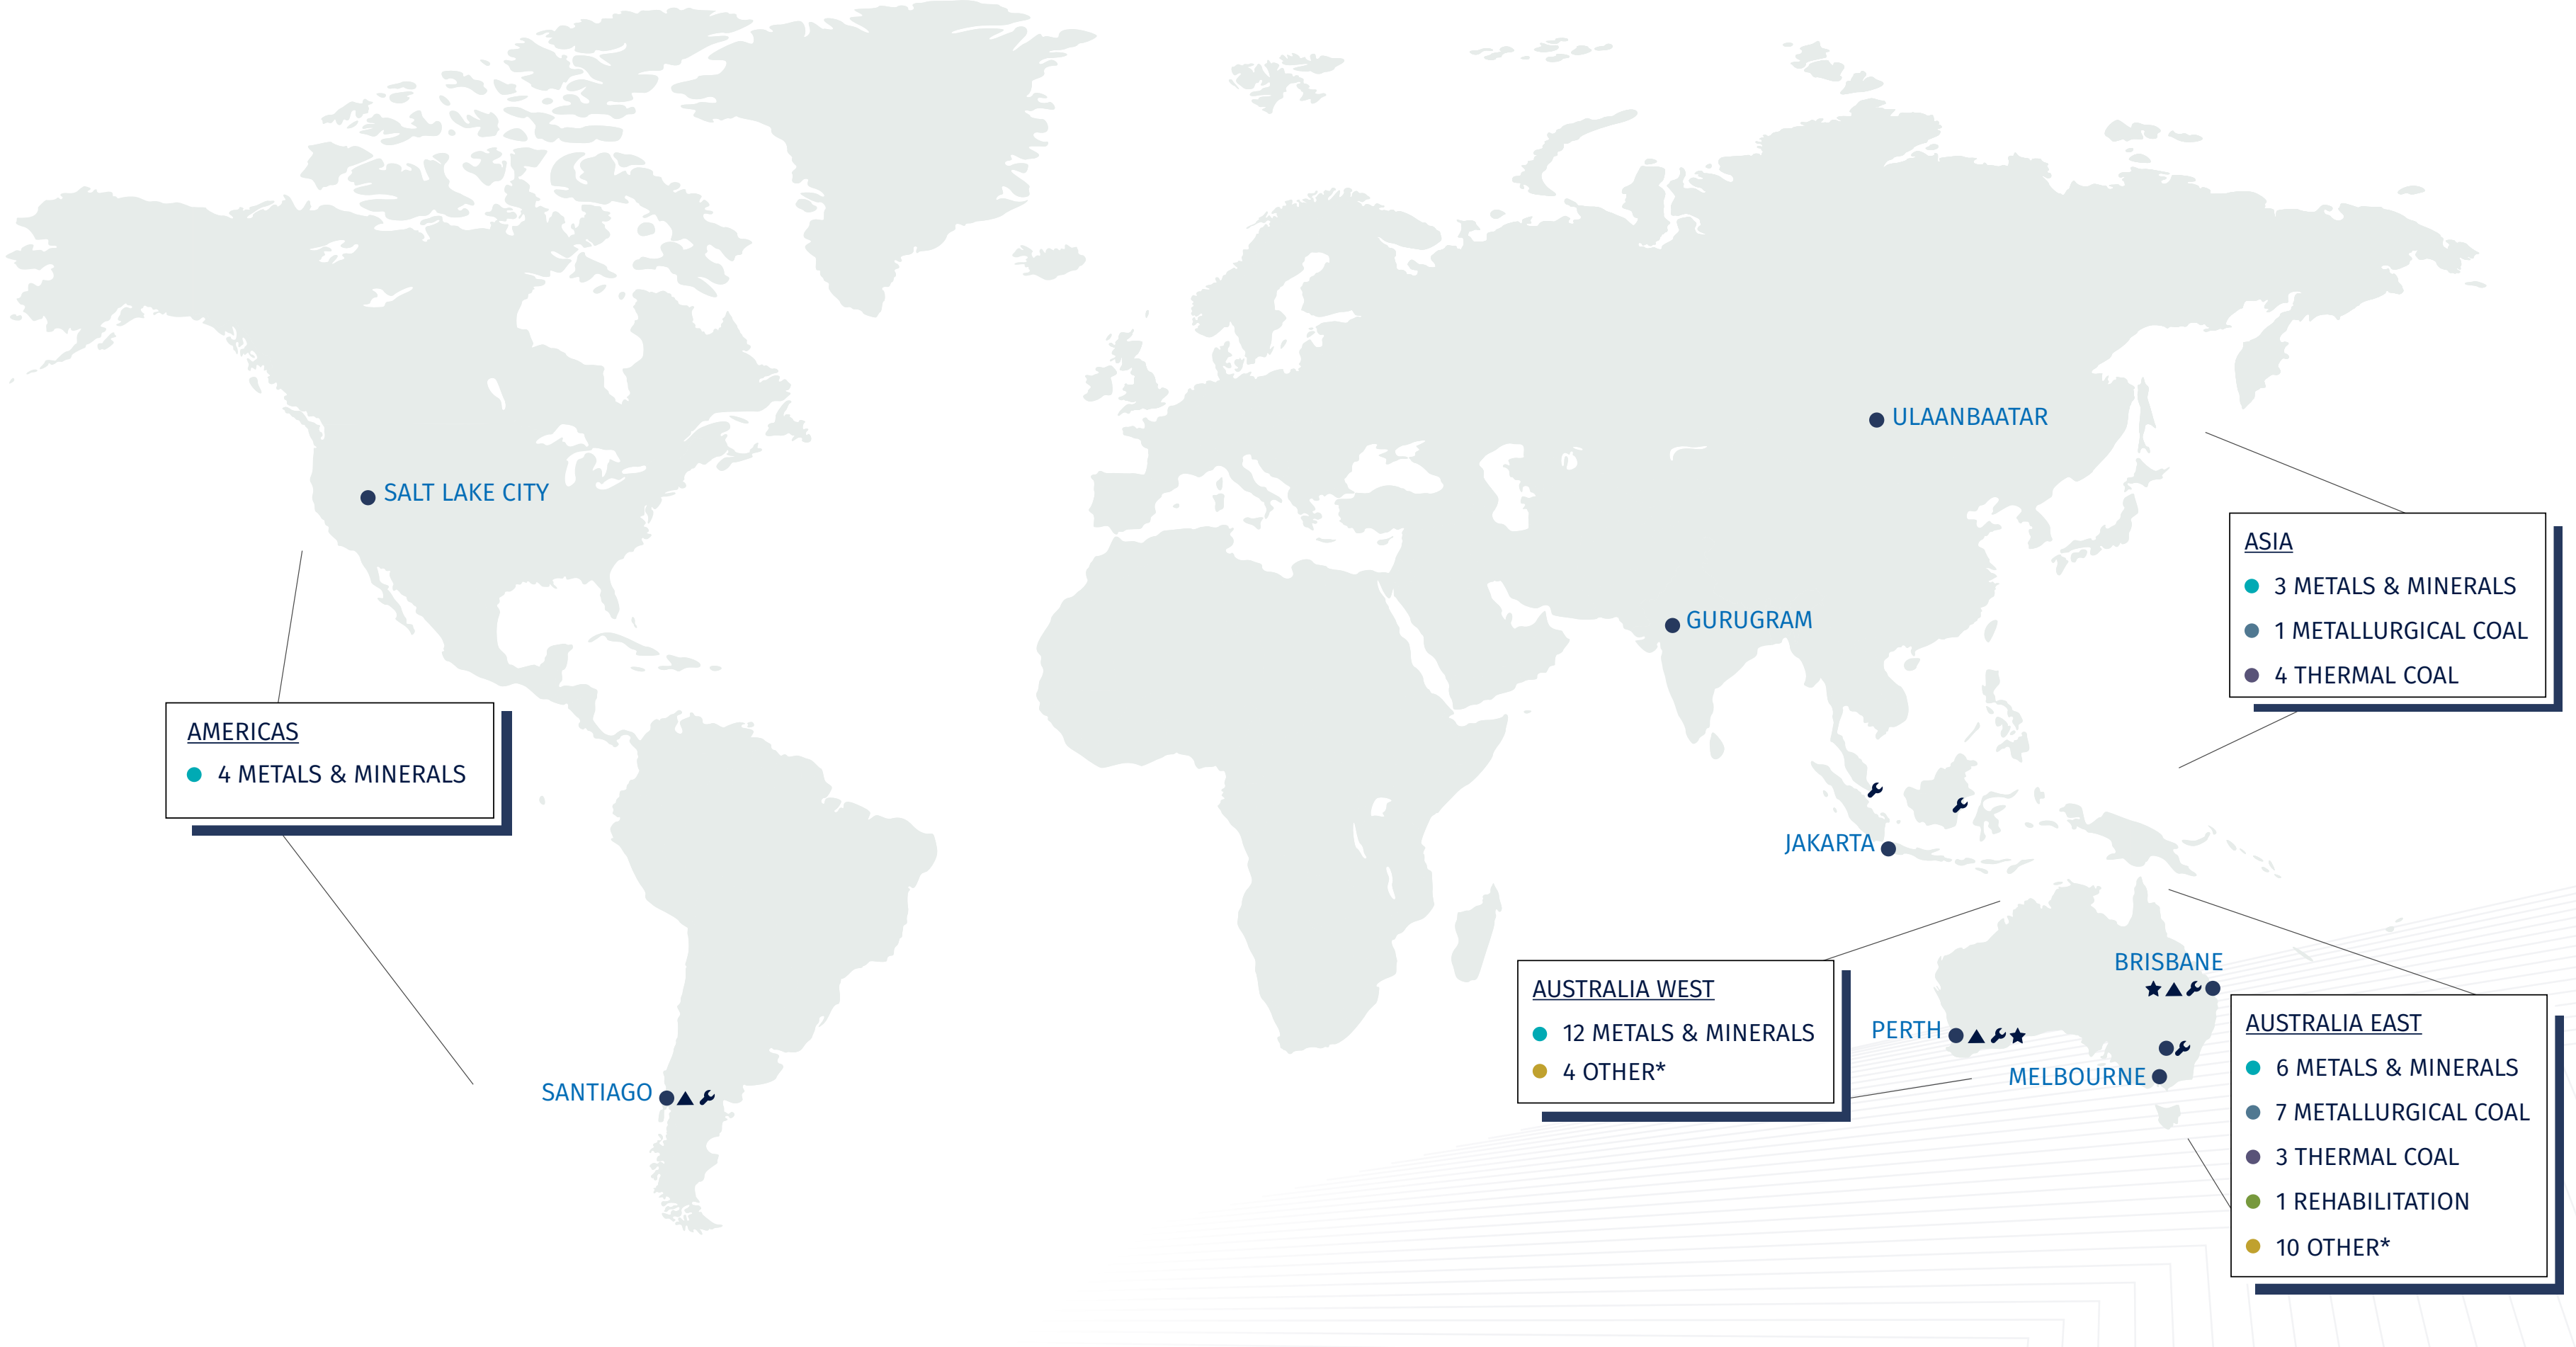 ULAANBAATAR
SALT LAKE CITY
GURUGRAM
ASIA
3 METALS & MINERALS
1 METALLURGICAL COAL
4 THERMAL COAL
AMERICAS
4 METALS & MINERALS
JAKARTA
BRISBANE
PERTH
MELBOURNE
SANTIAGO
AUSTRALIA WEST
12 METALS & MINERALS
4 OTHER*
AUSTRALIA EAST
6 METALS & MINERALS
7 METALLURGICAL COAL
3 THERMAL COAL
1 REHABILITATION
10 OTHER*